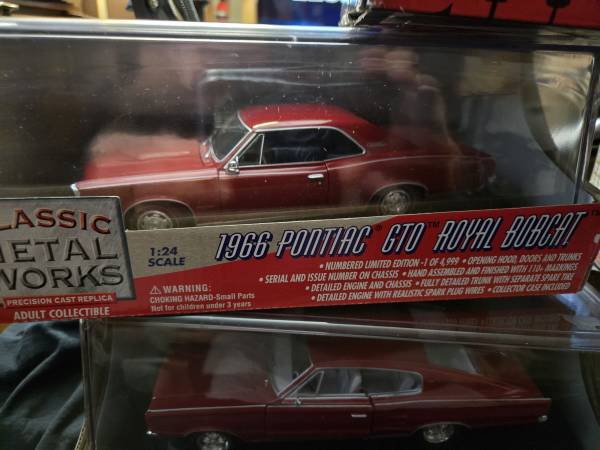 CLASSIC
METAL
WORKS
PRECISION CAST REPLICA
ADULT COLLECTIBLE
1:24
SCALE
1966 PONTIAC® GTO™ ROYAL BOBCAT
• NUMBERED LIMITED EDITION - 1 OF 4,999 • OPENING HOOD, DOORS AND TRUNKS
• SERIAL AND ISSUE NUMBER ON CHASSIS • HAND ASSEMBLED AND FINISHED WITH 110+ MARKINGS
• DETAILED ENGINE AND CHASSIS • FULLY DETAILED TRUNK WITH SEPARATE SPARE TIRE
• DETAILED ENGINE WITH REALISTIC SPARK PLUG WIRES • COLLECTOR CASE INCLUDED
⚠WARNING:
CHOKING HAZARD-Small Parts
Not for children under 3 years